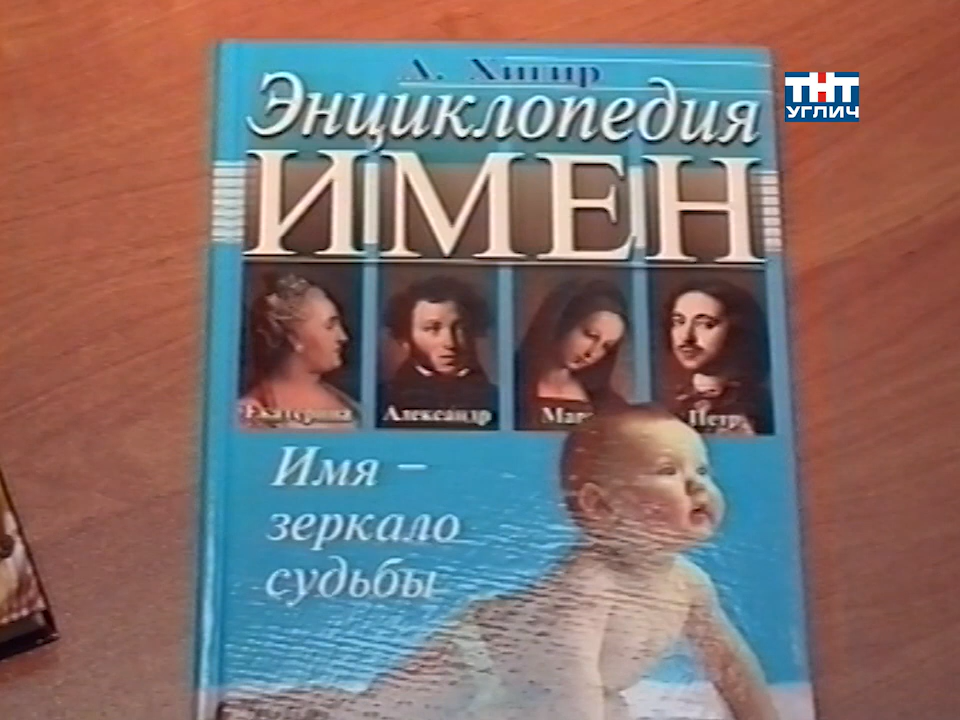 Хигир
Энциклопедия
ИМЕН
Екатерина
Александр
Петр
Имя –
зеркало
судьбы
ТНТ
УГЛИЧ